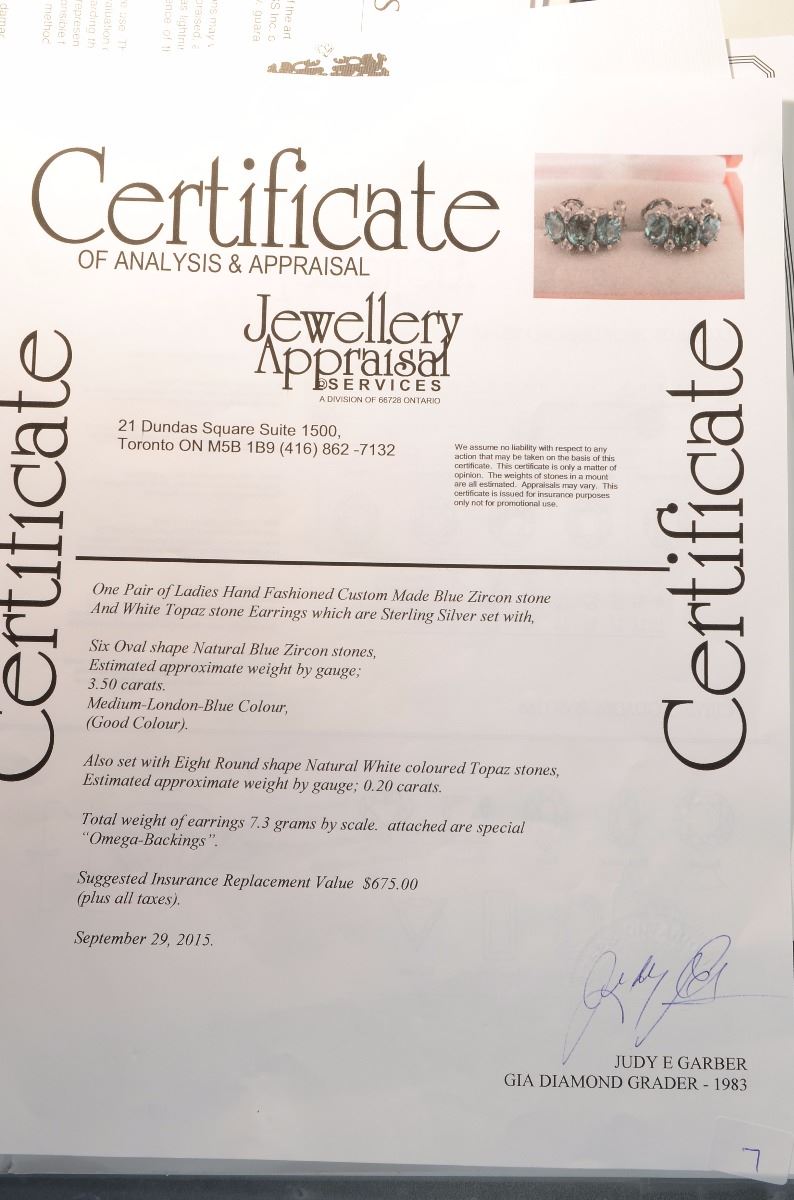 Certificate
OF ANALYSIS & APPRAISAL
Jewellery
Appraisal
SERVICES
A DIVISION OF 66728 ONTARIO
21 Dundas Square Suite 1500,
Toronto ON M5B 1B9 (416) 862 -7132
We assume no liability with respect to any
action that may be taken on the basis of this
certificate. This certificate is only a matter of
opinion. The weights of stones in a mount
are all estimated. Appraisals may vary. This
certificate is issued for insurance purposes
only not for promotional use.
Certificate
Certificate
One Pair of Ladies Hand Fashioned Custom Made Blue Zircon stone
And White Topaz stone Earrings which are Sterling Silver set with,
Six Oval shape Natural Blue Zircon stones,
Estimated approximate weight by gauge;
3.50 carats.
Medium-London-Blue Colour,
(Good Colour).
Also set with Eight Round shape Natural White coloured Topaz stones,
Estimated approximate weight by gauge; 0.20 carats.
Total weight of earrings 7.3 grams by scale. attached are special
“Omega-Backings”.
Suggested Insurance Replacement Value $675.00
(plus all taxes).
September 29, 2015.
JUDY E GARBER
GIA DIAMOND GRADER - 1983
7